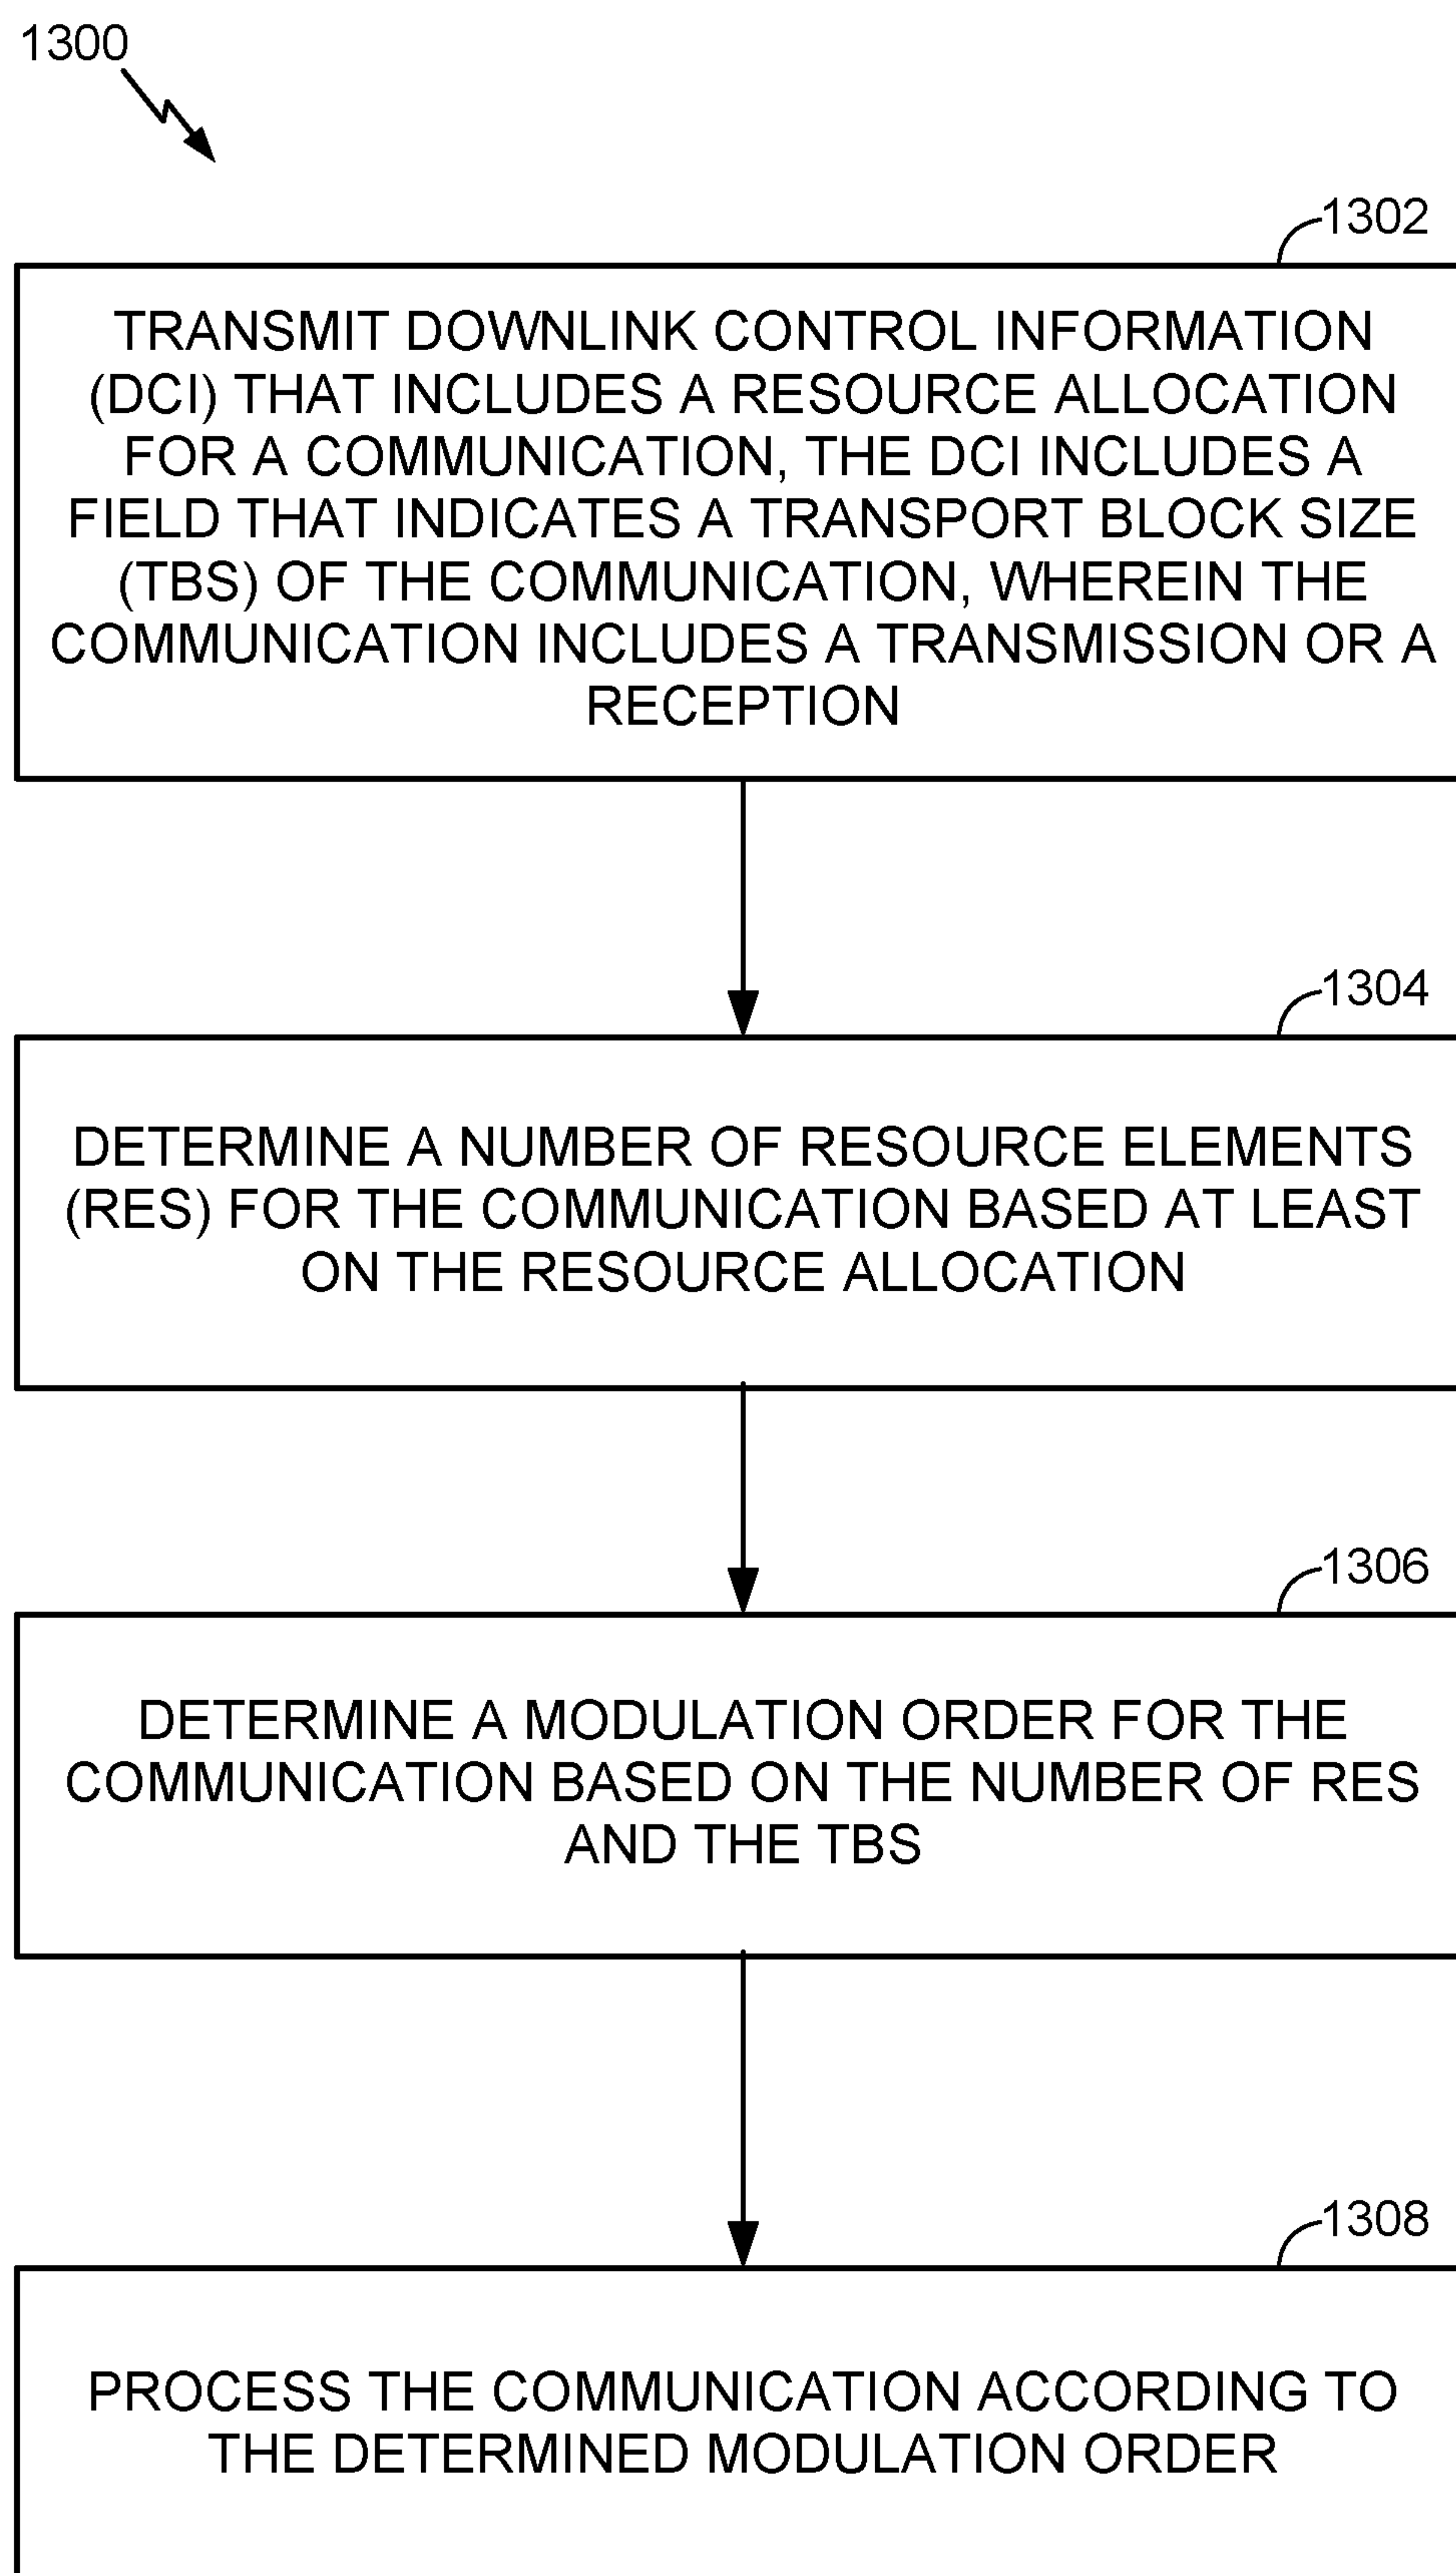 1300
1302
TRANSMIT DOWNLINK CONTROL INFORMATION
(DCI) THAT INCLUDES A RESOURCE ALLOCATION
FOR A COMMUNICATION, THE DCI INCLUDES A
FIELD THAT INDICATES A TRANSPORT BLOCK SIZE
(TBS) OF THE COMMUNICATION, WHEREIN THE
COMMUNICATION INCLUDES A TRANSMISSION OR A
RECEPTION
1304
DETERMINE A NUMBER OF RESOURCE ELEMENTS
(RES) FOR THE COMMUNICATION BASED AT LEAST
ON THE RESOURCE ALLOCATION
1306
DETERMINE A MODULATION ORDER FOR THE
COMMUNICATION BASED ON THE NUMBER OF RES
AND THE TBS
1308
PROCESS THE COMMUNICATION ACCORDING TO
THE DETERMINED MODULATION ORDER